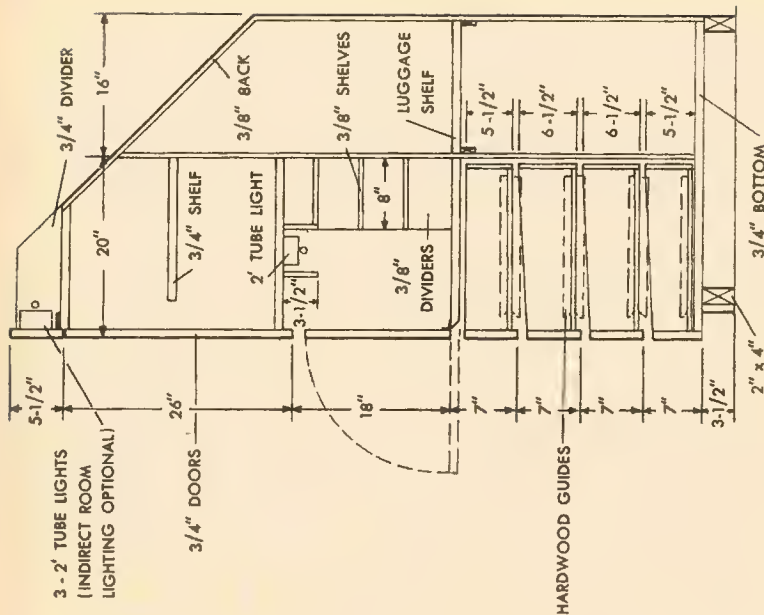 3/4" DIVIDER
16"
3/8" BACK
3 - 2' TUBE LIGHTS
(INDIRECT ROOM
LIGHTING OPTIONAL)
5-1/2"
20"
3/4" SHELF
26"
3/4" DOORS
2' TUBE LIGHT
3/8" SHELVES
3-1/2"
8"
3/8"
DIVIDERS
18"
LUGGAGE
SHELF
5-1/2"
6-1/2"
6-1/2"
5-1/2"
7"
7"
7"
7"
3-1/2"
HARDWOOD GUIDES
2" x 4"
3/4" BOTTOM